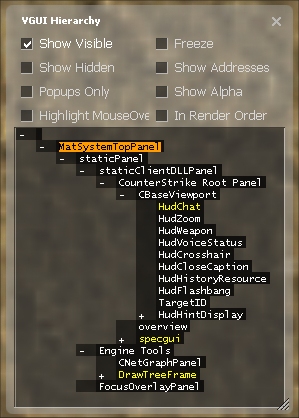 VGUI Hierarchy
Show Visible Freeze
Show Hidden Show Addresses
Popups Only Show Alpha
Highlight MouseOve In Render Order
-
- MatSystemTopPanel
- staticPanel
- staticClientDLLPanel
- CounterStrike Root Panel
- CBaseViewport
HudChat
HudZoom
HudWeapon
HudVoiceStatus
HudCrosshair
HudCloseCaption
HudHistoryResource
HudFlashbang
TargetID
+ HudHintDisplay
overview
+ specgui
- Engine Tools
CNetGraphPanel
+ DrawTreeFrame
FocusOverlayPanel